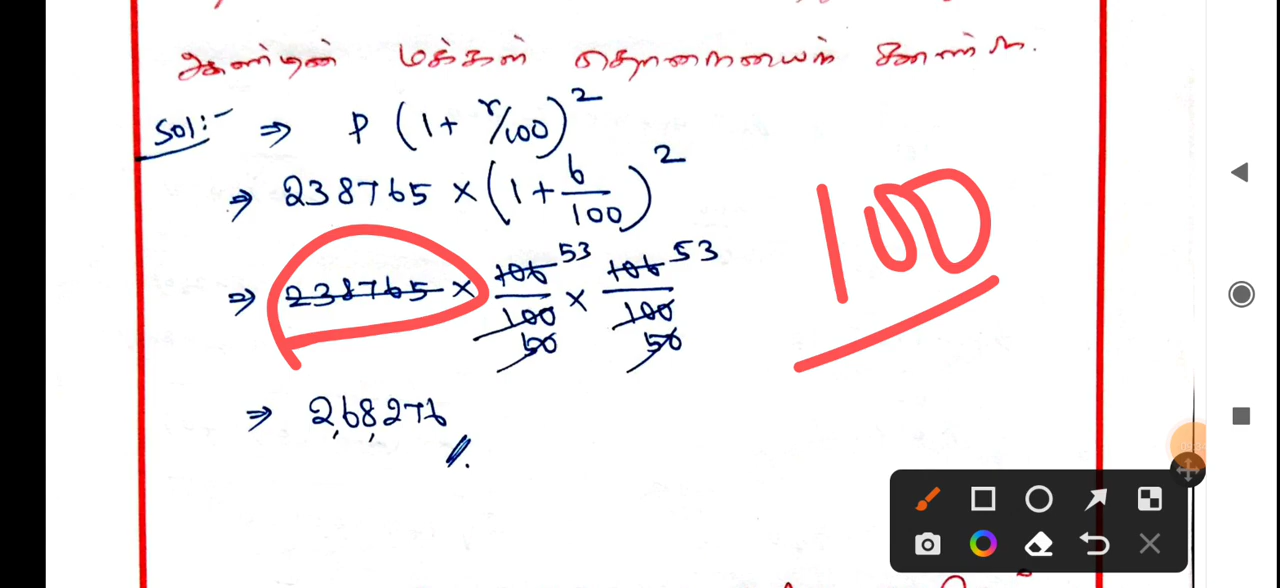 ஆண்டின் மக்கள் தொகையைக் காண்க.
Sol:- ⇒ P (1 + r/100)^2
⇒ 238765 × (1 + 6/100)^2
⇒ 238765 × 106/100 53/50 × 106/100 53/50
100
⇒ 2,68,276